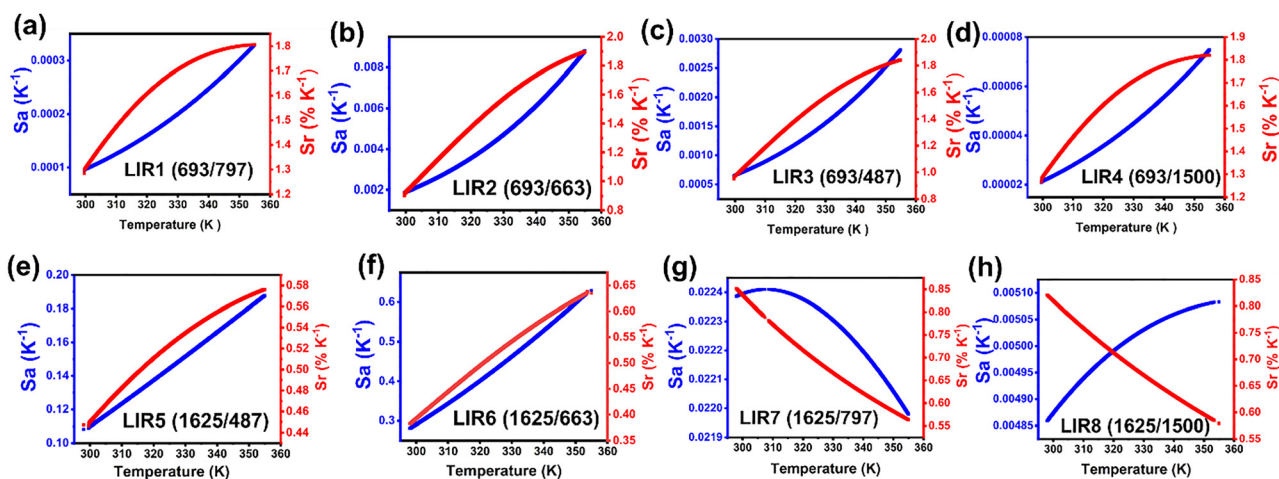 (a)
Sa (K⁻¹)
0.0003
0.0002
0.0001
1.8
1.7
1.6
1.5
1.4
1.3
1.2
Sr (% K⁻¹)
LIR1 (693/797)
300 310 320 330 340 350 360
Temperature (K )
(b)
Sa (K⁻¹)
0.008
0.006
0.004
0.002
2.0
1.8
1.6
1.4
1.2
1.0
0.8
Sr (% K⁻¹)
LIR2 (693/663)
300 310 320 330 340 350 360
Temperature (K)
(c)
Sa (K⁻¹)
0.0030
0.0025
0.0020
0.0015
0.0010
0.0005
2.0
1.8
1.6
1.4
1.2
1.0
0.8
Sr (% K⁻¹)
LIR3 (693/487)
300 310 320 330 340 350 360
Temperature (K)
(d)
Sa (K⁻¹)
0.00008
0.00006
0.00004
0.00002
1.9
1.8
1.7
1.6
1.5
1.4
1.3
1.2
Sr (% K⁻¹)
LIR4 (693/1500)
300 310 320 330 340 350 360
Temperature (K)
(e)
Sa (K⁻¹)
0.20
0.18
0.16
0.14
0.12
0.10
0.58
0.56
0.54
0.52
0.50
0.48
0.46
0.44
Sr (% K⁻¹)
LIR5 (1625/487)
300 310 320 330 340 350 360
Temperature (K)
(f)
Sa (K⁻¹)
0.6
0.5
0.4
0.3
0.65
0.60
0.55
0.50
0.45
0.40
0.35
Sr (% K⁻¹)
LIR6 (1625/663)
300 310 320 330 340 350 360
Temperature (K)
(g)
Sa (K⁻¹)
0.0224
0.0223
0.0222
0.0221
0.0220
0.0219
0.85
0.80
0.75
0.70
0.65
0.60
0.55
Sr (% K⁻¹)
LIR7 (1625/797)
300 310 320 330 340 350 360
Temperature (K)
(h)
Sa (K⁻¹)
0.00510
0.00505
0.00500
0.00495
0.00490
0.00485
0.85
0.80
0.75
0.70
0.65
0.60
0.55
Sr (% K⁻¹)
LIR8 (1625/1500)
300 310 320 330 340 350 360
Temperature (K)